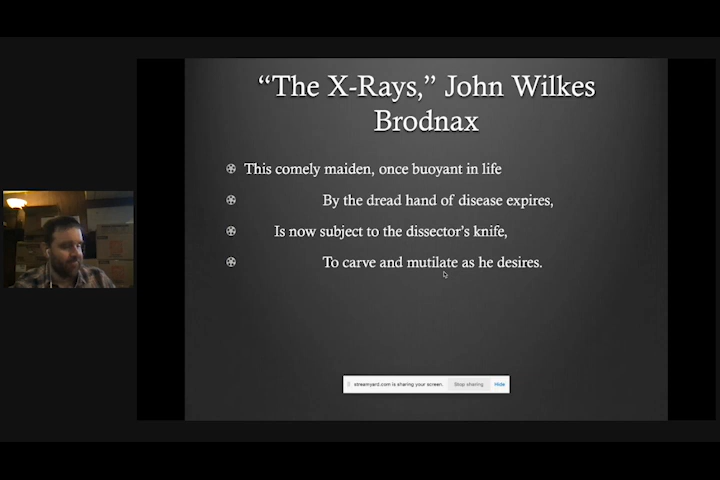 “The X-Rays,” John Wilkes
Brodnax
This comely maiden, once buoyant in life
By the dread hand of disease expires,
Is now subject to the dissector’s knife,
To carve and mutilate as he desires.
streamyard.com is sharing your screen. Stop sharing Hide